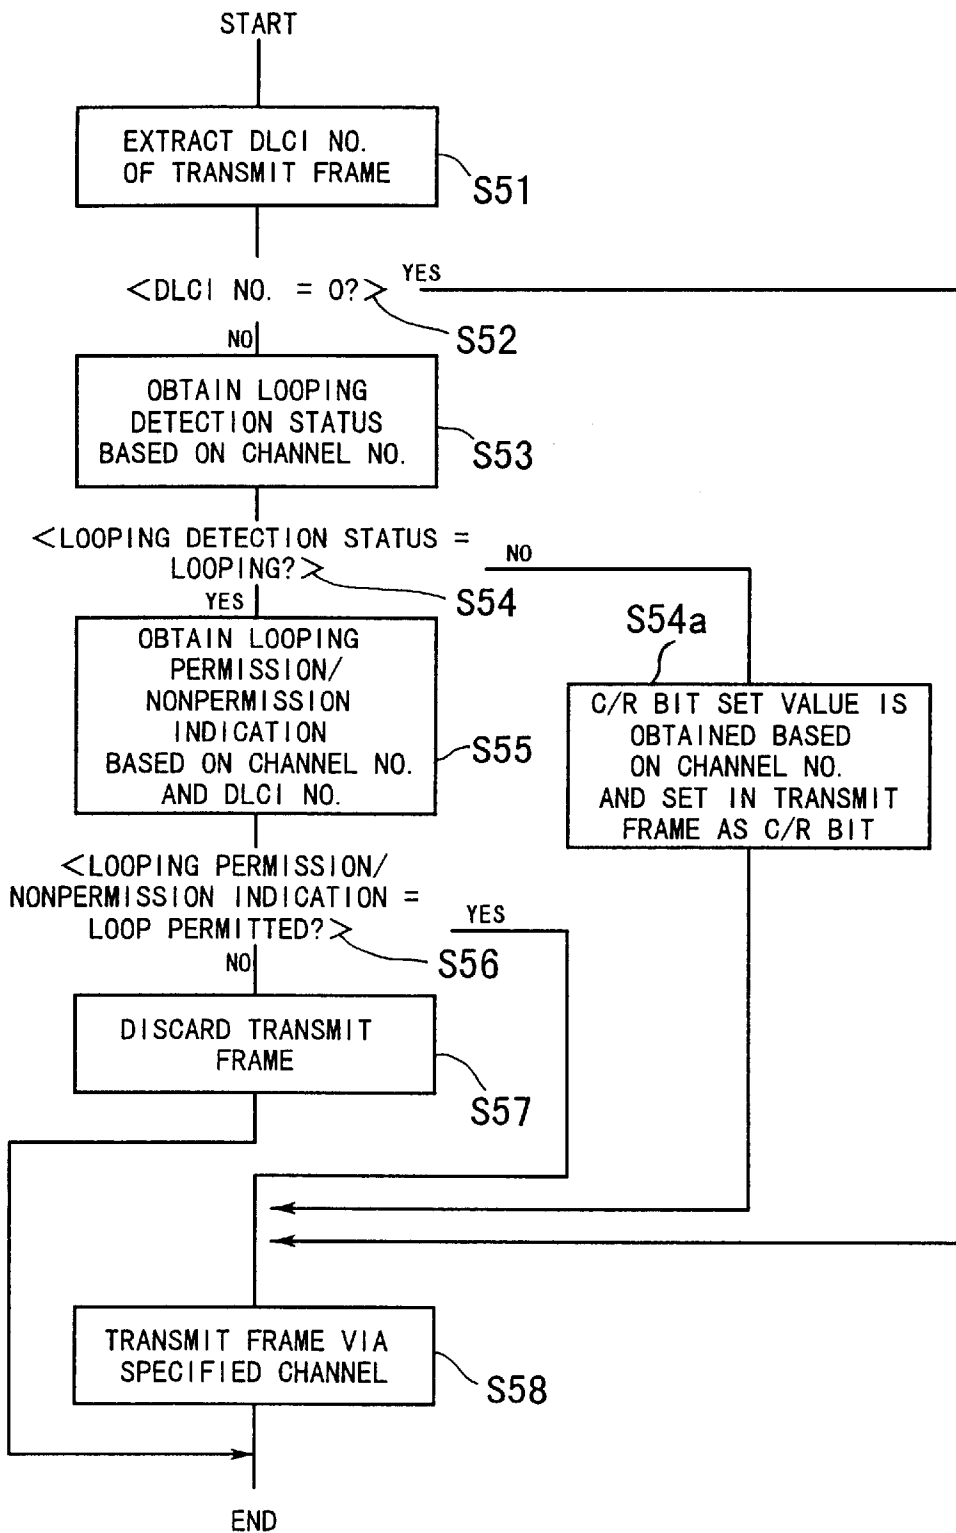 START
EXTRACT DLCI NO.
OF TRANSMIT FRAME
S51
<DLCI NO. = 0?>
YES
S52
NO
OBTAIN LOOPING
DETECTION STATUS
BASED ON CHANNEL NO.
S53
<LOOPING DETECTION STATUS =
LOOPING?>
NO
S54
YES
S54a
OBTAIN LOOPING
PERMISSION/
NONPERMISSION
INDICATION
BASED ON CHANNEL NO.
AND DLCI NO.
S55
C/R BIT SET VALUE IS
OBTAINED BASED
ON CHANNEL NO.
AND SET IN TRANSMIT
FRAME AS C/R BIT
<LOOPING PERMISSION/
NONPERMISSION INDICATION =
LOOP PERMITTED?>
YES
S56
NO
DISCARD TRANSMIT
FRAME
S57
TRANSMIT FRAME VIA
SPECIFIED CHANNEL
S58
END